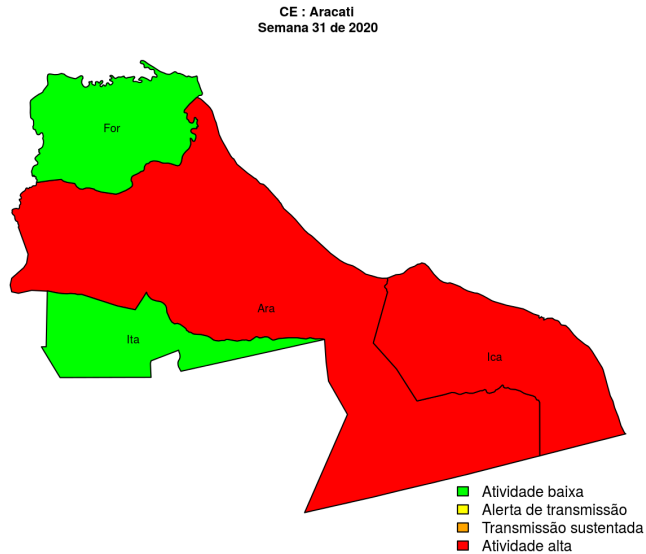 CE : Aracati
Semana 31 de 2020
For
Ara
Ita
Ica
Atividade baixa
Alerta de transmissão
Transmissão sustentada
Atividade alta